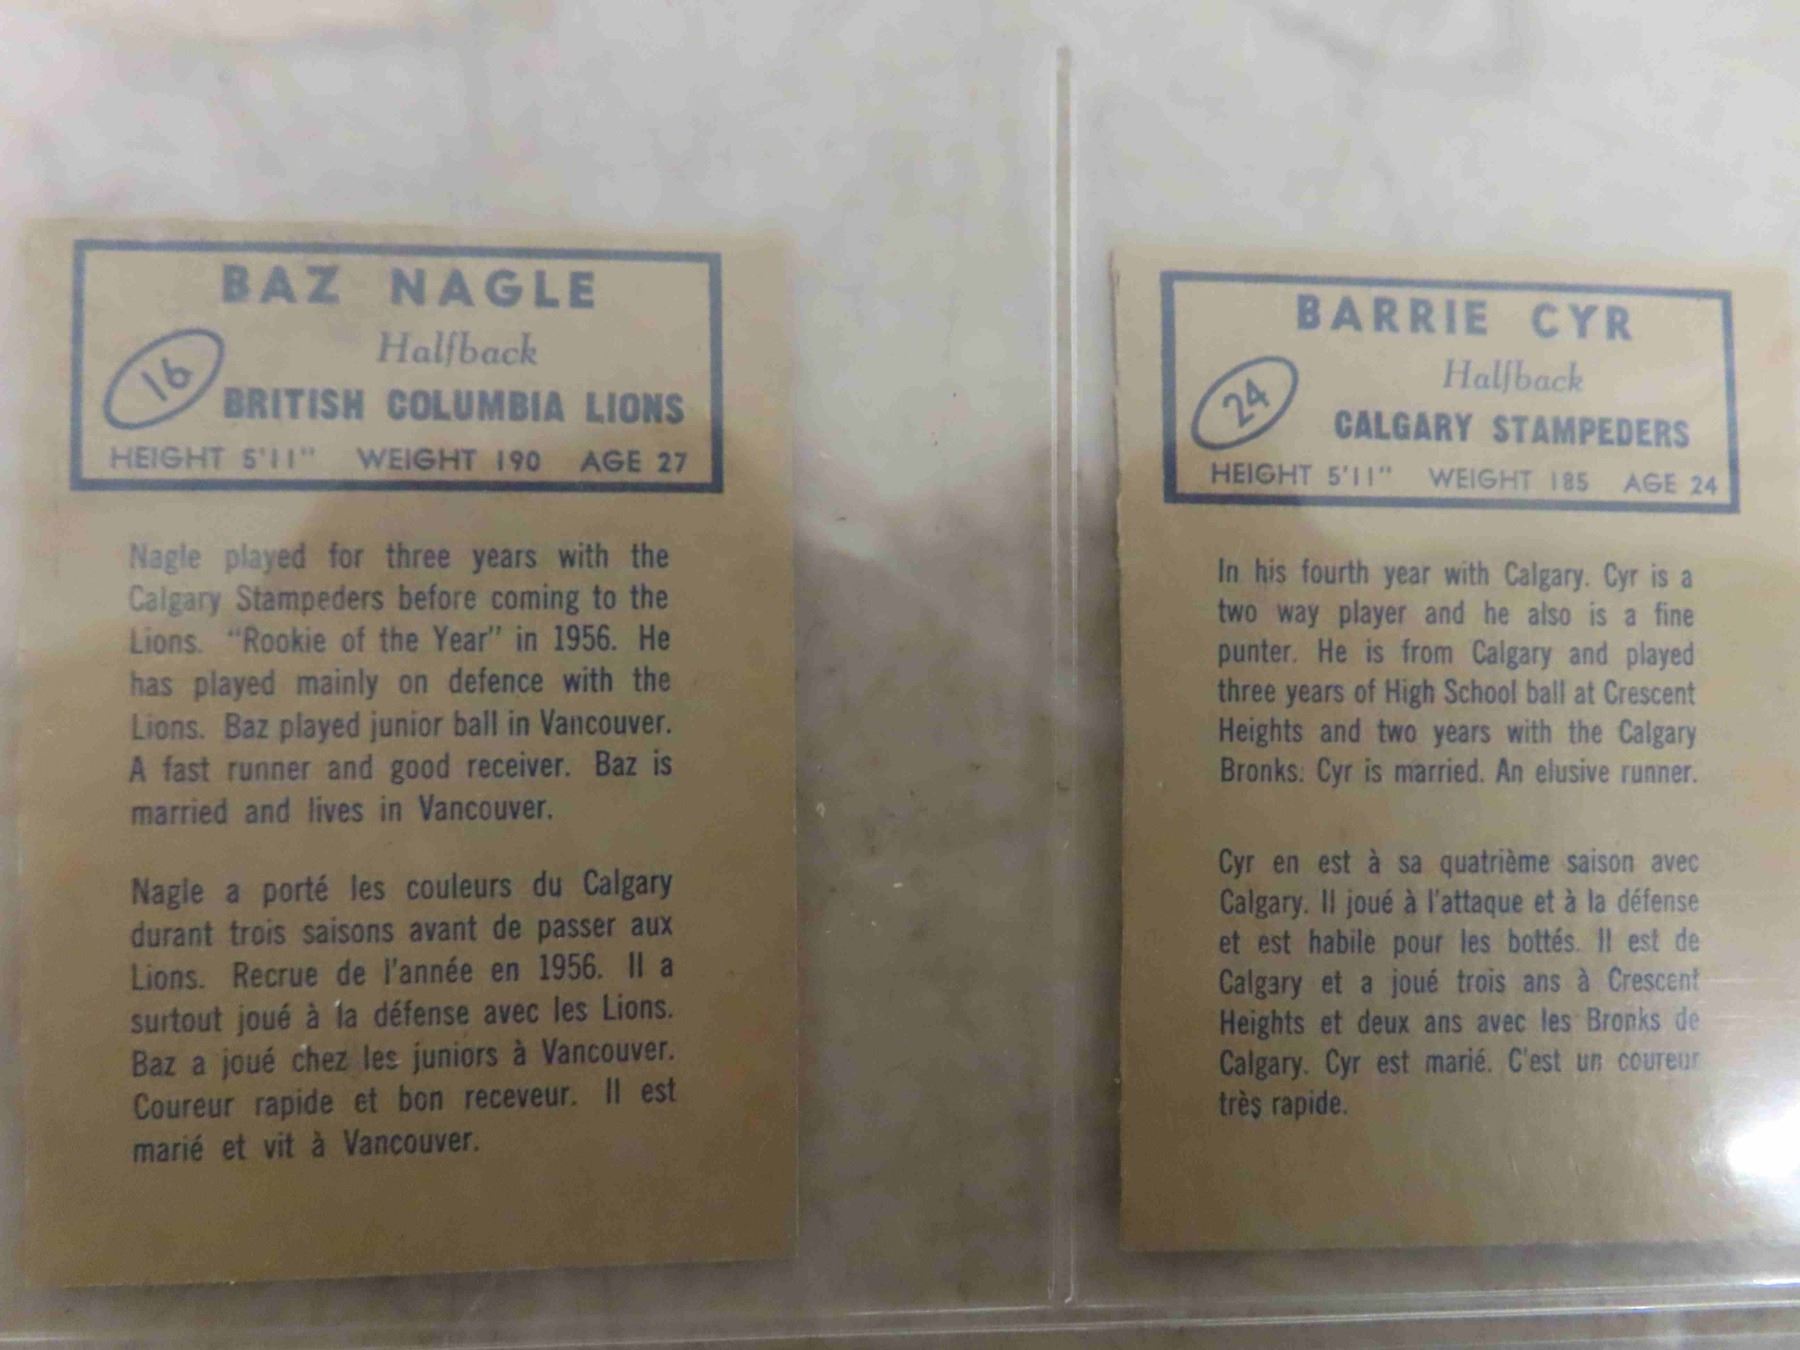 BAZ NAGLE
Halfback
16
BRITISH COLUMBIA LIONS
HEIGHT 5'11" WEIGHT 190 AGE 27
Nagle played for three years with the
Calgary Stampeders before coming to the
Lions. "Rookie of the Year" in 1956. He
has played mainly on defence with the
Lions. Baz played junior ball in Vancouver.
A fast runner and good receiver. Baz is
married and lives in Vancouver.
Nagle a porté les couleurs du Calgary
durant trois saisons avant de passer aux
Lions. Recrue de l'année en 1956. Il a
surtout joué à la défense avec les Lions.
Baz a joué chez les juniors à Vancouver.
Coureur rapide et bon receveur. Il est
marié et vit à Vancouver.
BARRIE CYR
Halfback
24
CALGARY STAMPEDERS
HEIGHT 5'11" WEIGHT 185 AGE 24
In his fourth year with Calgary. Cyr is a
two way player and he also is a fine
punter. He is from Calgary and played
three years of High School ball at Crescent
Heights and two years with the Calgary
Bronks. Cyr is married. An elusive runner.
Cyr en est à sa quatrième saison avec
Calgary. Il joué à l'attaque et à la défense
et est habile pour les bottés. Il est de
Calgary et a joué trois ans à Crescent
Heights et deux ans avec les Bronks de
Calgary. Cyr est marié. C'est un coureur
très rapide.